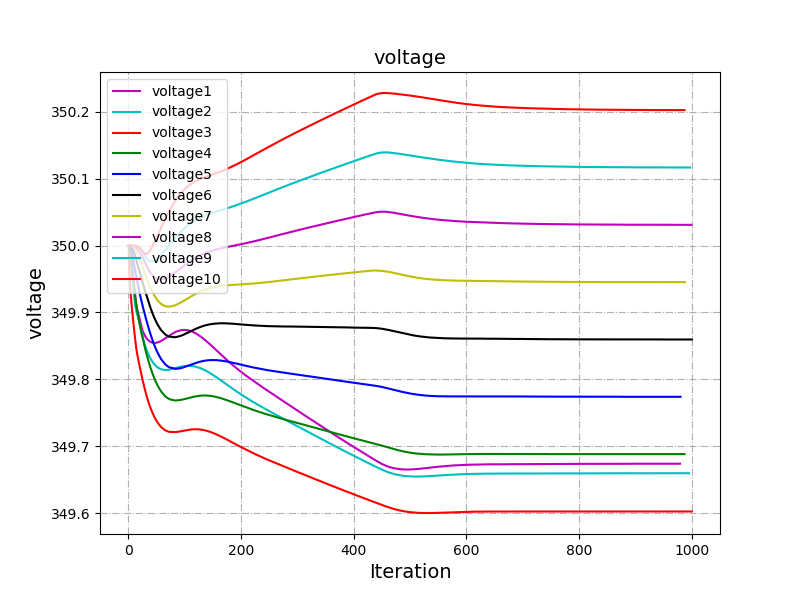 voltage
voltage1
voltage2
voltage3
voltage4
voltage5
voltage6
voltage7
voltage8
voltage9
voltage10
350.2
350.1
350.0
349.9
349.8
349.7
349.6
voltage
0 200 400 600 800 1000
Iteration